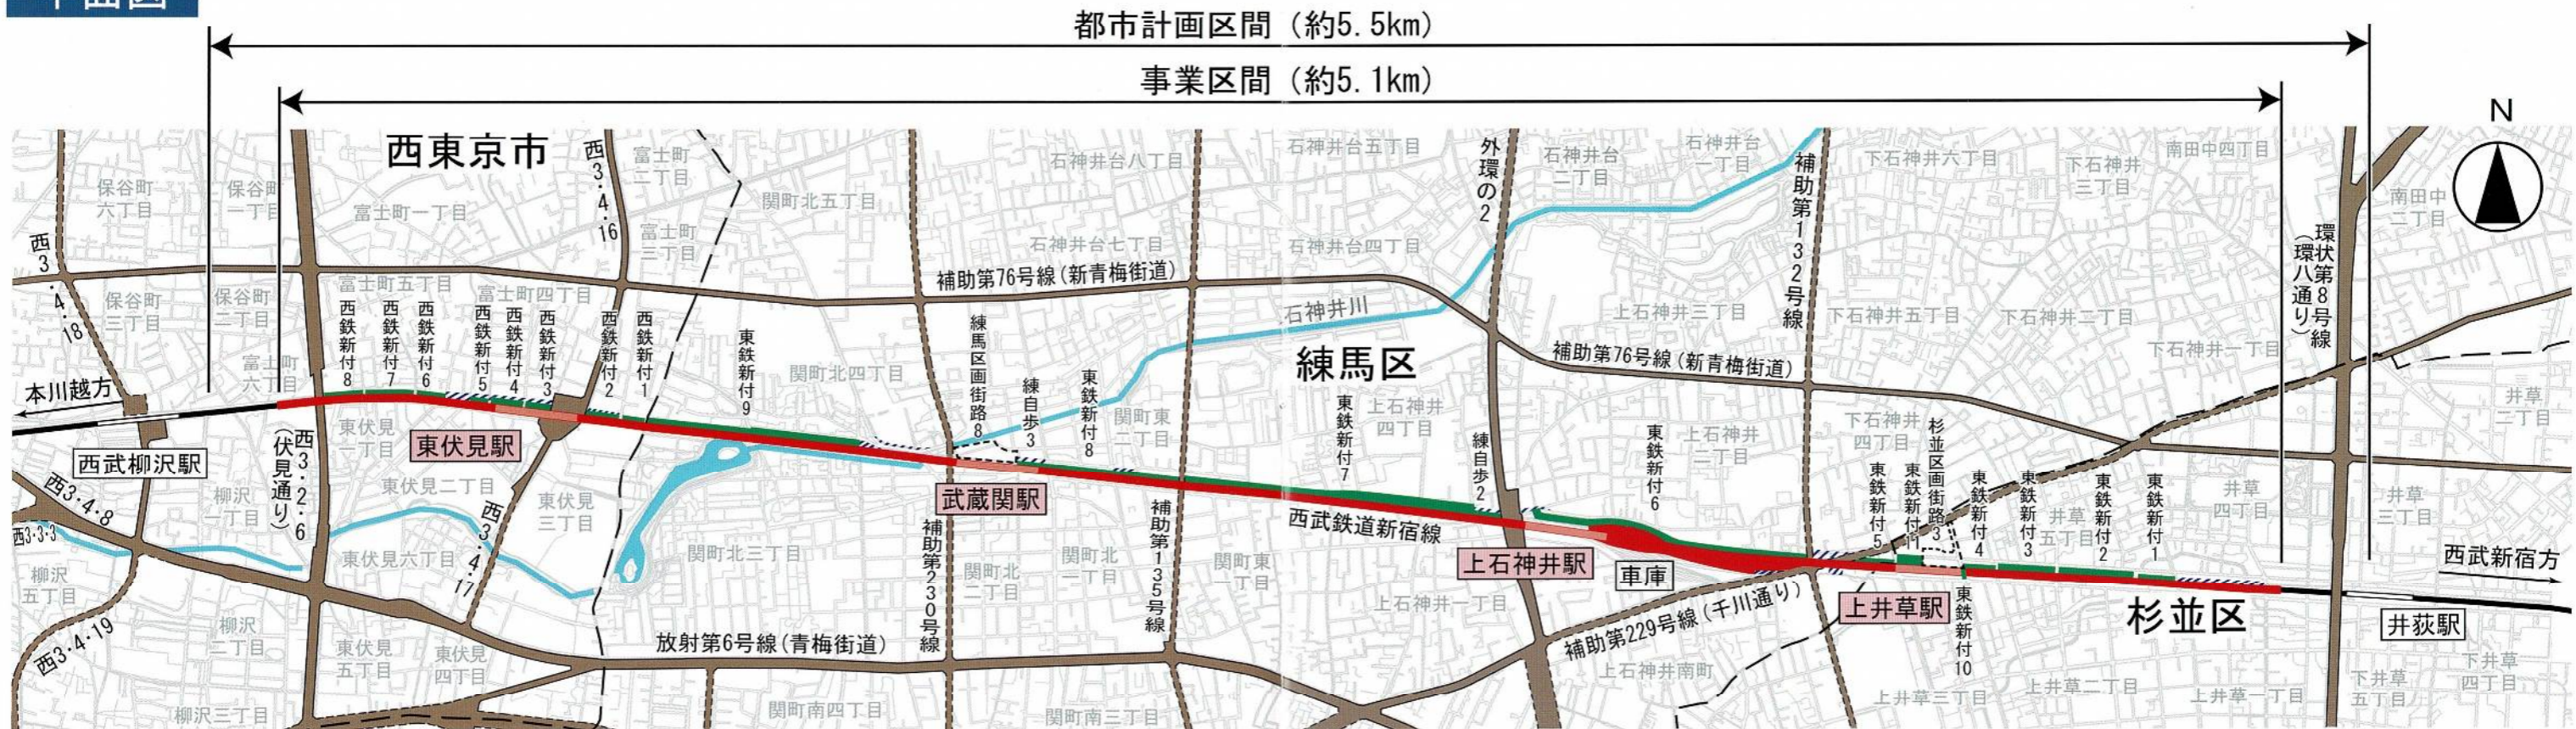 平面図
都市計画区間（約5.5km）
事業区間（約5.1km）
N
西東京市
練馬区
杉並区
保谷町
六丁目
保谷町
一丁目
富士町一丁目
西3・4・16
富士町
二丁目
富士町
三丁目
関町北五丁目
石神井台八丁目
石神井台七丁目
石神井台五丁目
石神井台四丁目
外環の2
石神井台
二丁目
石神井台
一丁目
補助第132号線
下石神井六丁目
下石神井
三丁目
南田中四丁目
南田中
二丁目
環状第8号線
（環八通り）
西3・4・18
保谷町
三丁目
保谷町
二丁目
富士町五丁目
富士町四丁目
富士町
六丁目
補助第76号線（新青梅街道）
石神井川
上石神井三丁目
下石神井五丁目
下石神井二丁目
下石神井一丁目
補助第76号線（新青梅街道）
西鉄新付8
西鉄新付7
西鉄新付6
西鉄新付5
西鉄新付4
西鉄新付3
西鉄新付2
西鉄新付1
東鉄新付9
関町北四丁目
練馬区画街路8
練自歩3
東鉄新付8
関町東
二丁目
東鉄新付7
上石神井
四丁目
練自歩2
東鉄新付6
上石神井
二丁目
下石神井
四丁目
東鉄新付5
東鉄新付11
杉並区画街路3
東鉄新付4
東鉄新付3
東鉄新付2
東鉄新付1
井草
五丁目
井草
四丁目
井草
三丁目
井草
二丁目
本川越方
西武柳沢駅
東伏見駅
武蔵関駅
西武鉄道新宿線
上石神井駅
車庫
上井草駅
東鉄新付10
井荻駅
西武新宿方
西3・2・6
（伏見通り）
東伏見
一丁目
東伏見二丁目
東伏見
三丁目
西3・4・17
西3・4・8
西3・3・3
柳沢
一丁目
東伏見六丁目
関町北三丁目
補助第230号線
関町北
二丁目
関町北
一丁目
補助第135号線
関町東
一丁目
上石神井一丁目
補助第229号線（千川通り）
柳沢
五丁目
西3・4・19
柳沢
二丁目
東伏見
五丁目
東伏見
四丁目
放射第6号線（青梅街道）
上石神井南町
上井草三丁目
上井草二丁目
上井草一丁目
下井草
五丁目
下井草
四丁目
柳沢三丁目
関町南四丁目
関町南三丁目